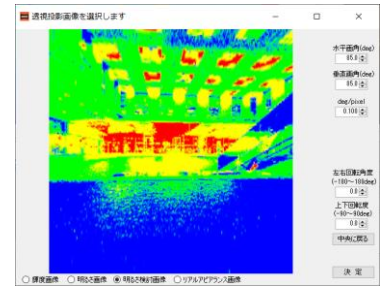 透視投影画像を選択します
水平画角(deg)
85.0
垂直画角(deg)
85.0
deg/pixel
0.100
左右回転角度
(-180～180deg)
0.0
上下回転度
(-90～90deg)
0.0
中央に戻る
決 定
輝度画像
明るさ画像
明るさ検討画像
リアルアピアランス画像